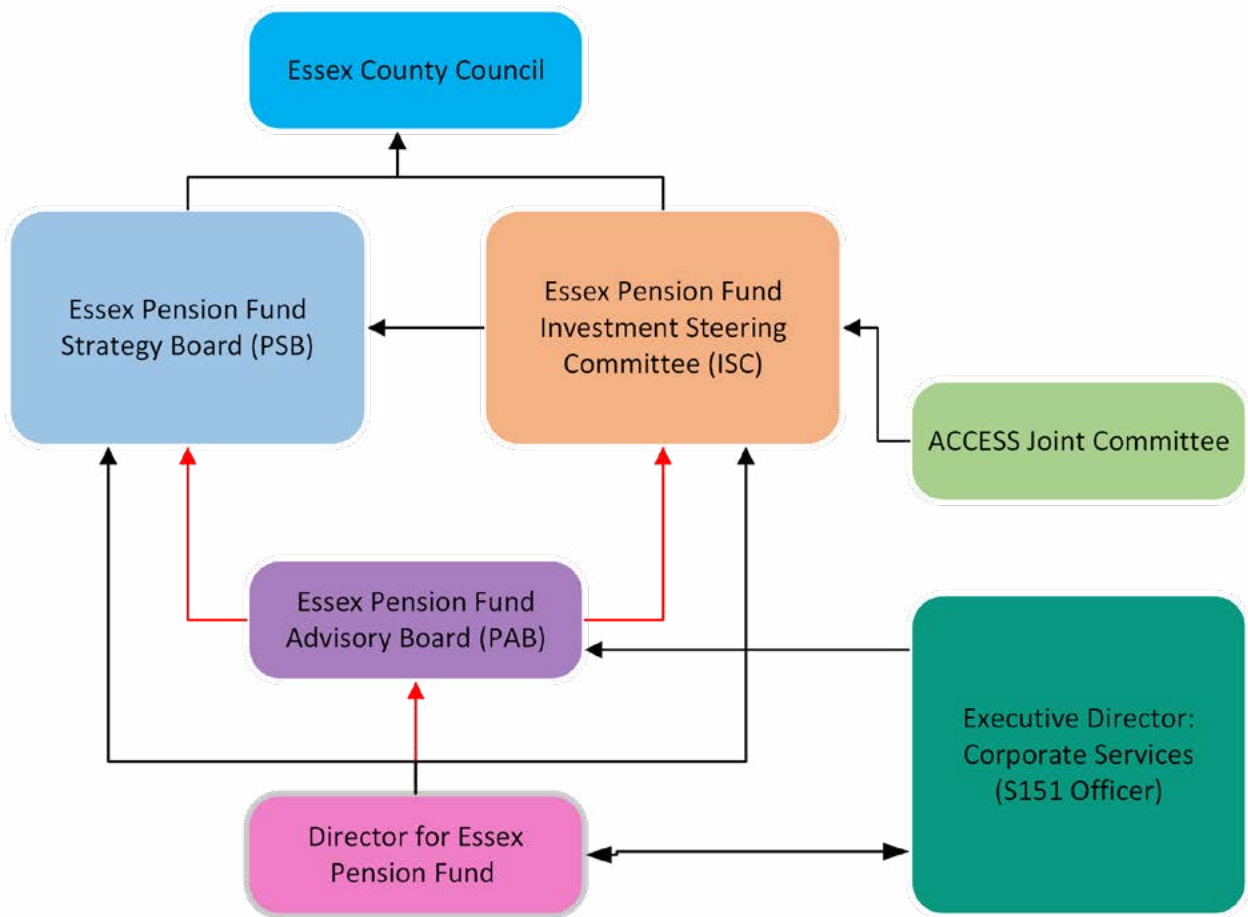 Essex County Council
Essex Pension Fund
Strategy Board (PSB)
Essex Pension Fund
Investment Steering
Committee (ISC)
ACCESS Joint Committee
Essex Pension Fund
Advisory Board (PAB)
Executive Director:
Corporate Services
(S151 Officer)
Director for Essex
Pension Fund